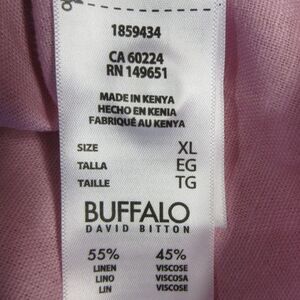 1859434
CA 60224
RN 149651
MADE IN KENYA
HECHO EN KENIA
FABRIQUÉ AU KENYA
SIZE XL
TALLA EG
TAILLE TG
BUFFALO
DAVID BITTON
55% 45%
LINEN VISCOSE
LINO VISCOSA
LIN VISCOSE